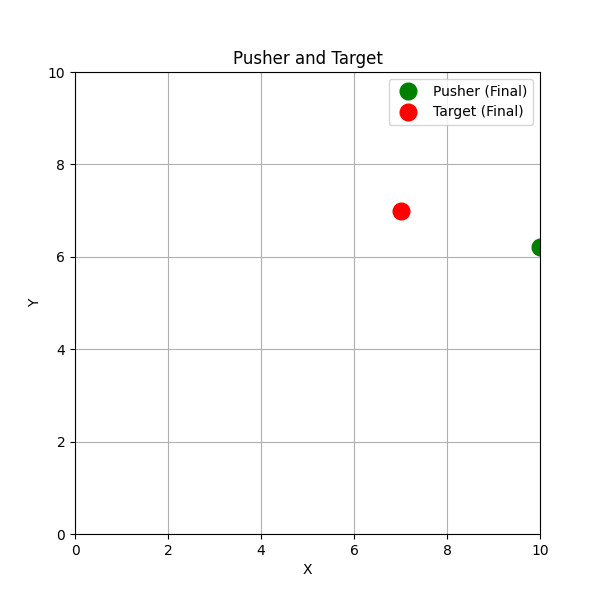 Pusher and Target
Pusher (Final)
Target (Final)
10
8
6
4
2
0
Y
0 2 4 6 8 10
X